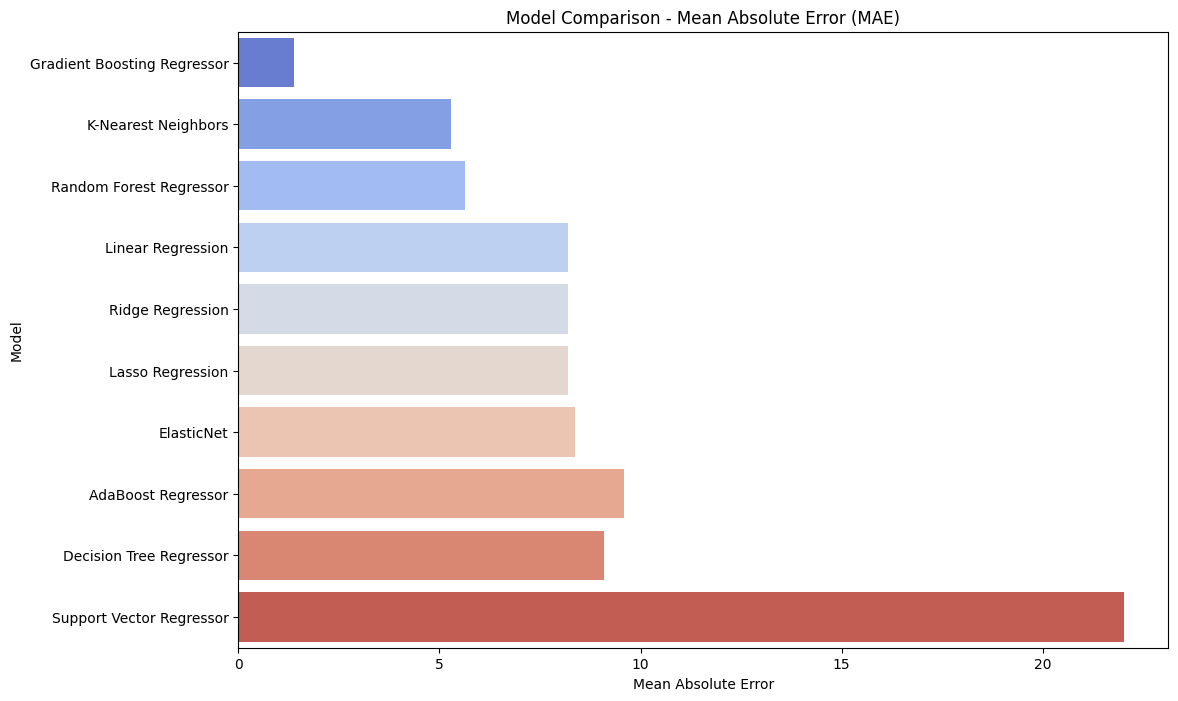 Model Comparison - Mean Absolute Error (MAE)
Gradient Boosting Regressor
K-Nearest Neighbors
Random Forest Regressor
Linear Regression
Ridge Regression
Lasso Regression
ElasticNet
AdaBoost Regressor
Decision Tree Regressor
Support Vector Regressor
Model
0 5 10 15 20
Mean Absolute Error